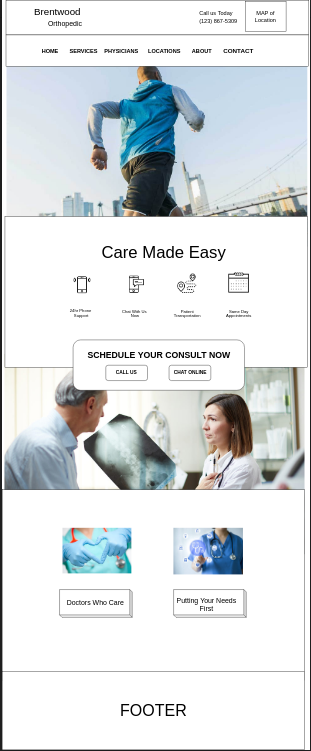 Brentwood
Orthopedic
Call us Today
(123) 867-5309
MAP of
Location
HOME SERVICES PHYSICIANS LOCATIONS ABOUT CONTACT
Care Made Easy
24hr Phone
Support
Chat With Us
Now
Patient
Transportation
Same Day
Appointments
SCHEDULE YOUR CONSULT NOW
CALL US CHAT ONLINE
Doctors Who Care
Putting Your Needs
First
FOOTER